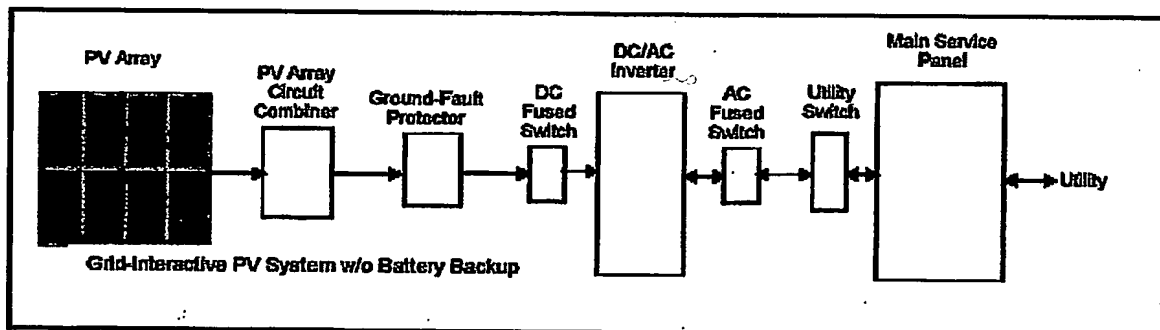 PV Array
PV Array
Circuit
Combiner
Ground-Fault
Protector
DC
Fused
Switch
DC/AC
Inverter
AC
Fused
Switch
Utility
Switch
Main Service
Panel
Utility
Grid-Interactive PV System w/o Battery Backup